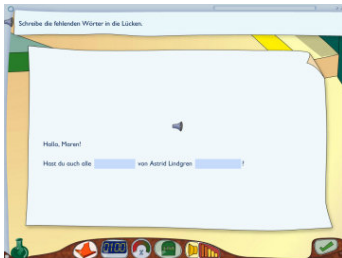 Schreibe die fehlenden Wörter in die Lücken.
Hallo, Maren!
Hast du auch alle von Astrid Lindgren ?